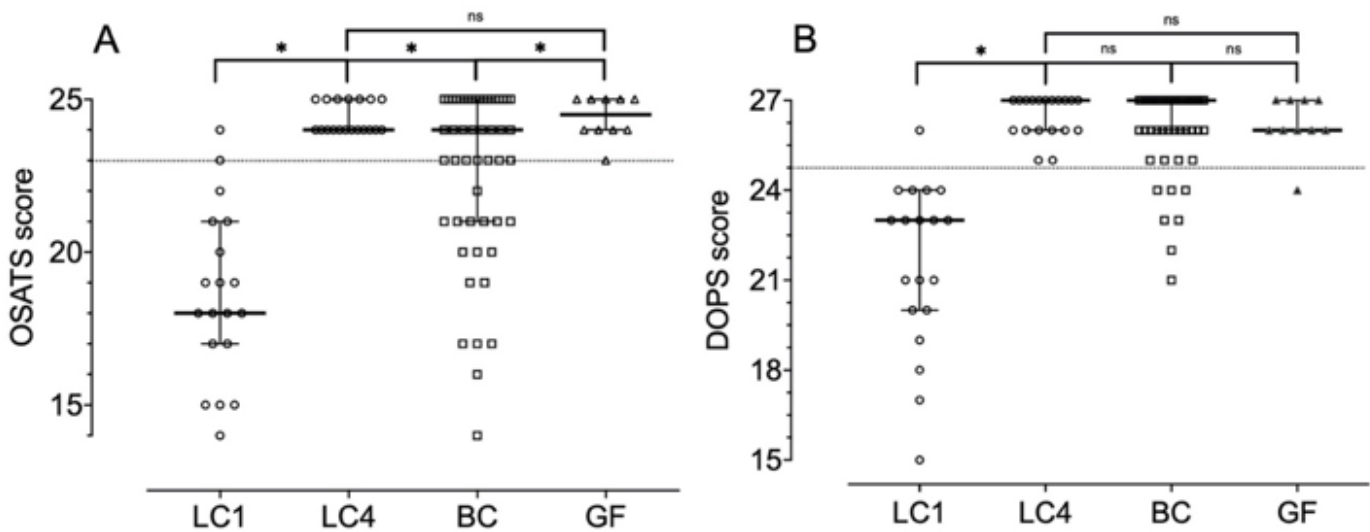 A
ns
* * *
OSATS score
25
20
15
LC1 LC4 BC GF
B
ns
* ns ns
DOPS score
27
24
21
18
15
LC1 LC4 BC GF